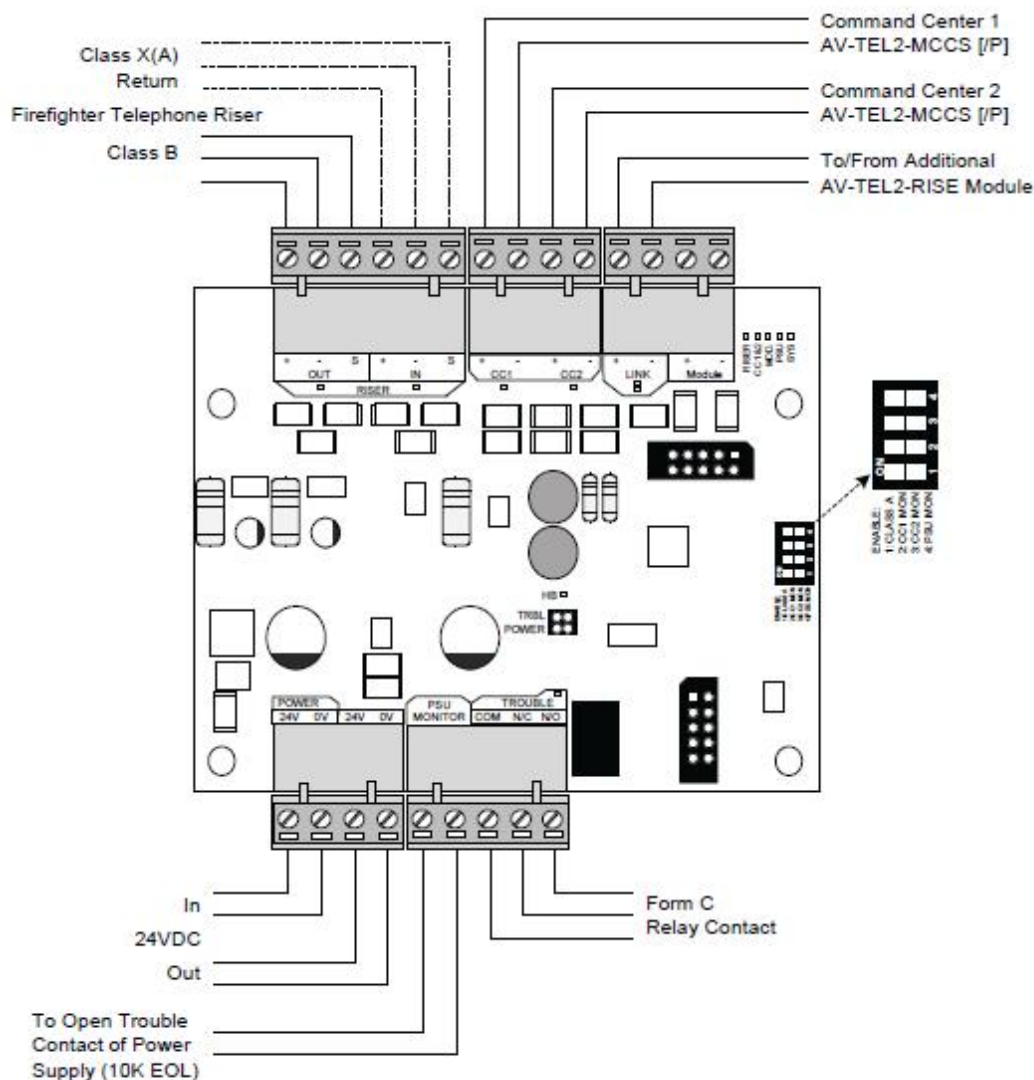 Class X(A)
Return
Firefighter Telephone Riser
Class B
Command Center 1
AV-TEL2-MCCS [/P]
Command Center 2
AV-TEL2-MCCS [/P]
To/From Additional
AV-TEL2-RISE Module
+ - S + - S
OUT IN
RISER
+ - + -
CC1 CC2
+ - + -
LINK Module
RISER
CC1&2
MOD.
PSU
SYS
ON
1 2 3 4
ENABLE:
1: CLASS A
2: CC1 MON
3: CC2 MON
4: PSU MON
HB
TRBL
POWER
POWER
24V 0V 24V 0V
PSU
MONITOR
TROUBLE
COM N/C N/O
In
24VDC
Out
To Open Trouble
Contact of Power
Supply (10K EOL)
Form C
Relay Contact